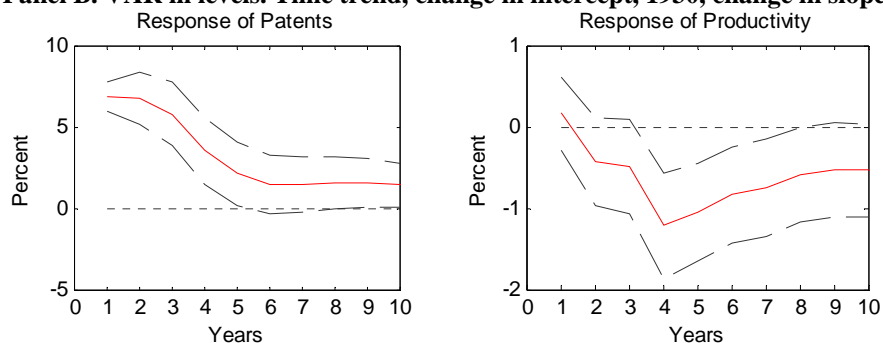 Panel B. VAR in levels. Time trend, change in intercept, 1950, change in slope
Response of Patents
Response of Productivity
10
5
0
-5
Percent
0 1 2 3 4 5 6 7 8 9 10
Years
1
0
-1
-2
Percent
0 1 2 3 4 5 6 7 8 9 10
Years